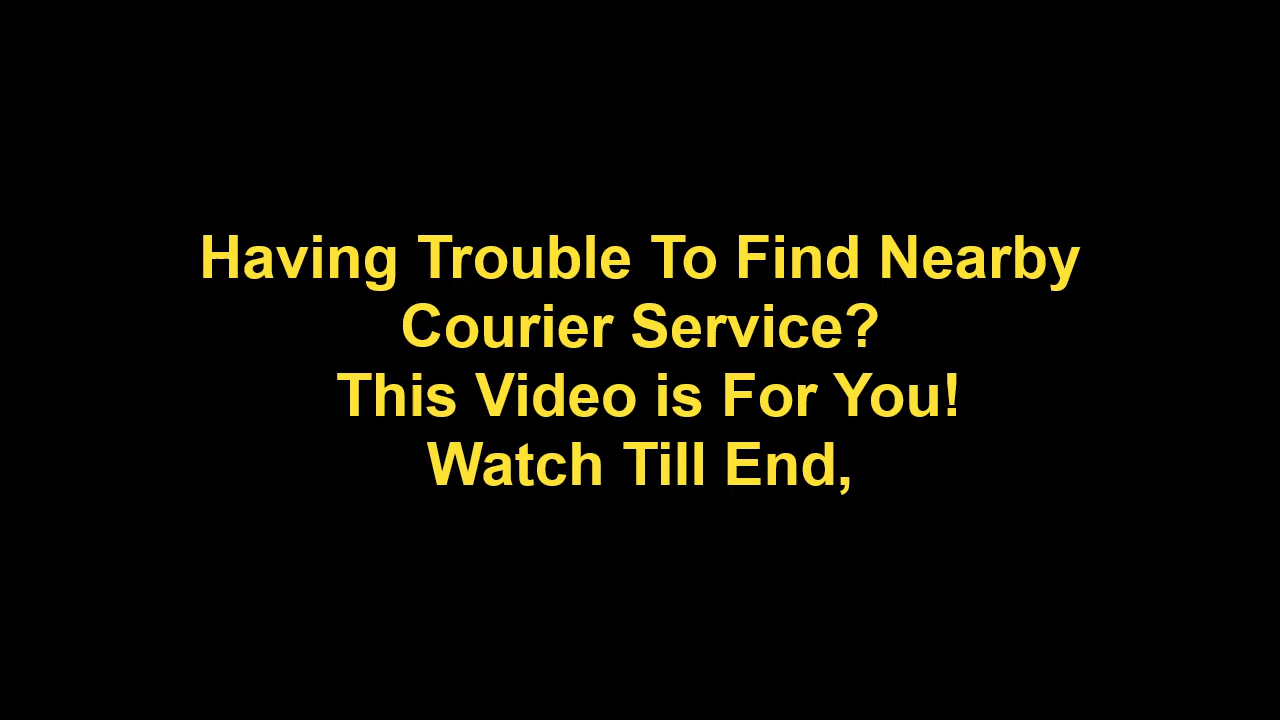 Having Trouble To Find Nearby
Courier Service?
This Video is For You!
Watch Till End,